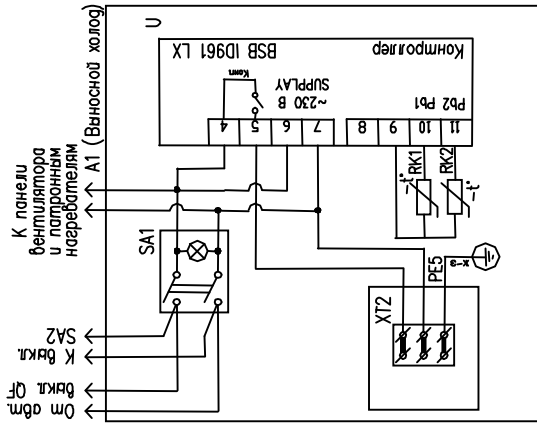 A1 (Выносной холод)
U
BSB ID961 LX
Контроллер
Комп
SUPPLAY
~230 В
Pb2 Pb1
4
5
6
7
8
9
10
11
К панели
вентилятора
и патронным
нагревателям
SA1
RK1
RK2
-t°
-t°
PE5
ж-з
XT2
К выкл.
SA2
От авт.
выкл. QF